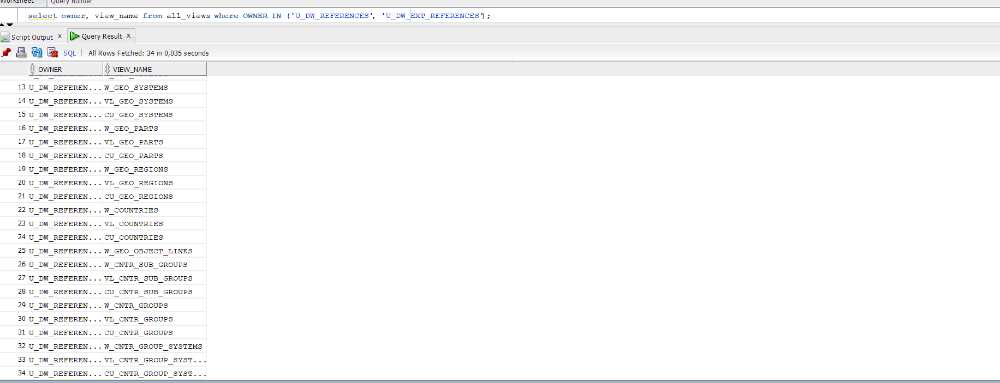 Worksheet Query Builder
select owner, view_name from all_views where OWNER IN ('U_DW_REFERENCES', 'U_DW_EXT_REFERENCES');
Script Output x Query Result x
SQL | All Rows Fetched: 34 in 0,035 seconds
OWNER VIEW_NAME
13 U_DW_REFEREN... W_GEO_SYSTEMS
14 U_DW_REFEREN... VL_GEO_SYSTEMS
15 U_DW_REFEREN... CU_GEO_SYSTEMS
16 U_DW_REFEREN... W_GEO_PARTS
17 U_DW_REFEREN... VL_GEO_PARTS
18 U_DW_REFEREN... CU_GEO_PARTS
19 U_DW_REFEREN... W_GEO_REGIONS
20 U_DW_REFEREN... VL_GEO_REGIONS
21 U_DW_REFEREN... CU_GEO_REGIONS
22 U_DW_REFEREN... W_COUNTRIES
23 U_DW_REFEREN... VL_COUNTRIES
24 U_DW_REFEREN... CU_COUNTRIES
25 U_DW_REFEREN... W_GEO_OBJECT_LINKS
26 U_DW_REFEREN... W_CNTR_SUB_GROUPS
27 U_DW_REFEREN... VL_CNTR_SUB_GROUPS
28 U_DW_REFEREN... CU_CNTR_SUB_GROUPS
29 U_DW_REFEREN... W_CNTR_GROUPS
30 U_DW_REFEREN... VL_CNTR_GROUPS
31 U_DW_REFEREN... CU_CNTR_GROUPS
32 U_DW_REFEREN... W_CNTR_GROUP_SYSTEMS
33 U_DW_REFEREN... VL_CNTR_GROUP_SYST...
34 U_DW_REFEREN... CU_CNTR_GROUP_SYST...